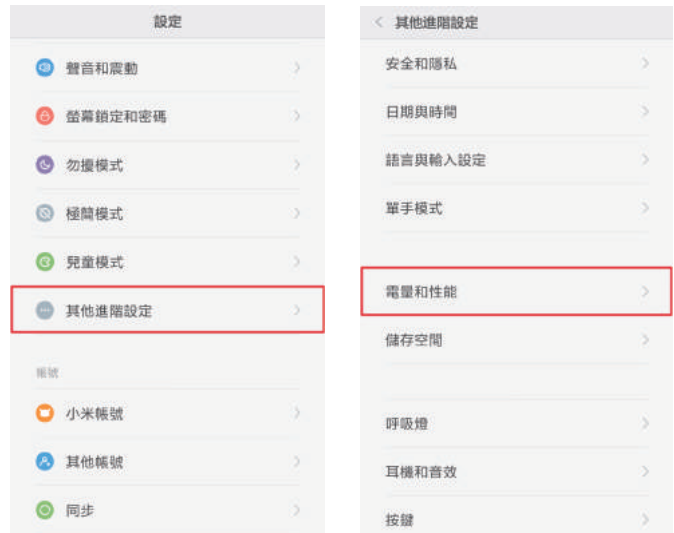 設定
聲音和震動
螢幕鎖定和密碼
勿擾模式
極簡模式
兒童模式
其他進階設定
帳號
小米帳號
其他帳號
同步
其他進階設定
安全和隱私
日期與時間
語言與輸入設定
單手模式
電量和性能
儲存空間
呼吸燈
耳機和音效
按鍵